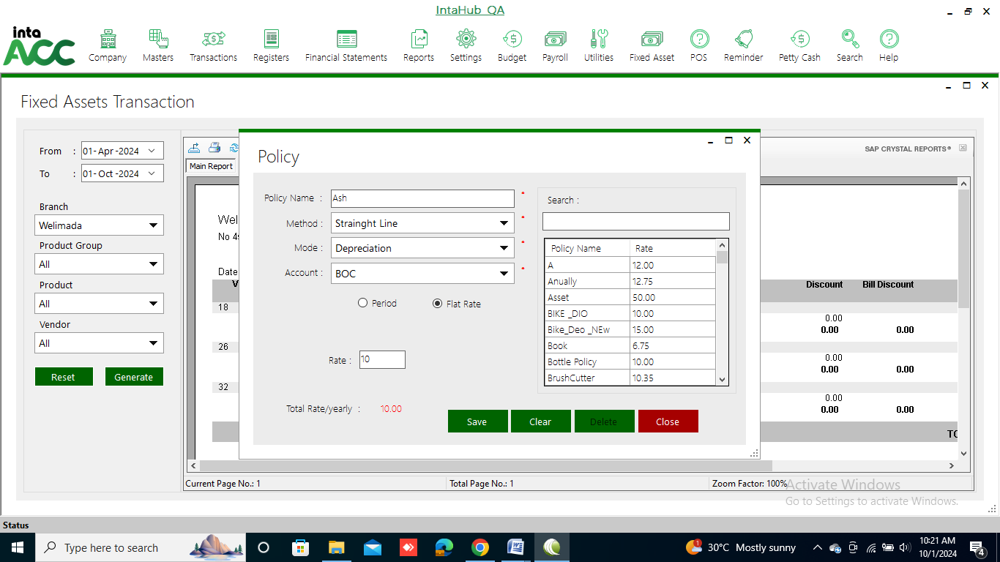 IntaHub_QA
inta
ACC
Company
Masters
Transactions
Registers
Financial Statements
Reports
Settings
Budget
Payroll
Utilities
Fixed Asset
POS
Reminder
Petty Cash
Search
Help
Fixed Assets Transaction
From : 01-Apr-2024
To : 01-Oct-2024
Branch
Welimada
Product Group
All
Product
All
Vendor
All
Reset
Generate
SAP CRYSTAL REPORTS®
Main Report
Wel
Date
V
18
26
32
Discount
Bill Discount
0.00
0.00 0.00
0.00
0.00 0.00
0.00
0.00 0.00
Policy
Policy Name : Ash *
Method : Strainght Line *
Mode : Depreciation *
Account : BOC *
Period
Flat Rate
Rate : 10
Total Rate/yearly : 10.00
Search :
Policy Name Rate
A 12.00
Anually 12.75
Asset 50.00
BIKE _DIO 10.00
Bike_Deo _NEw 15.00
Book 6.75
Bottle Policy 10.00
BrushCutter 10.35
Save
Clear
Delete
Close
Current Page No.: 1
Total Page No.: 1
Zoom Factor: 100%
Activate Windows
Go to Settings to activate Windows.
Status
Type here to search
1
30°C Mostly sunny
10:21 AM
10/1/2024
4